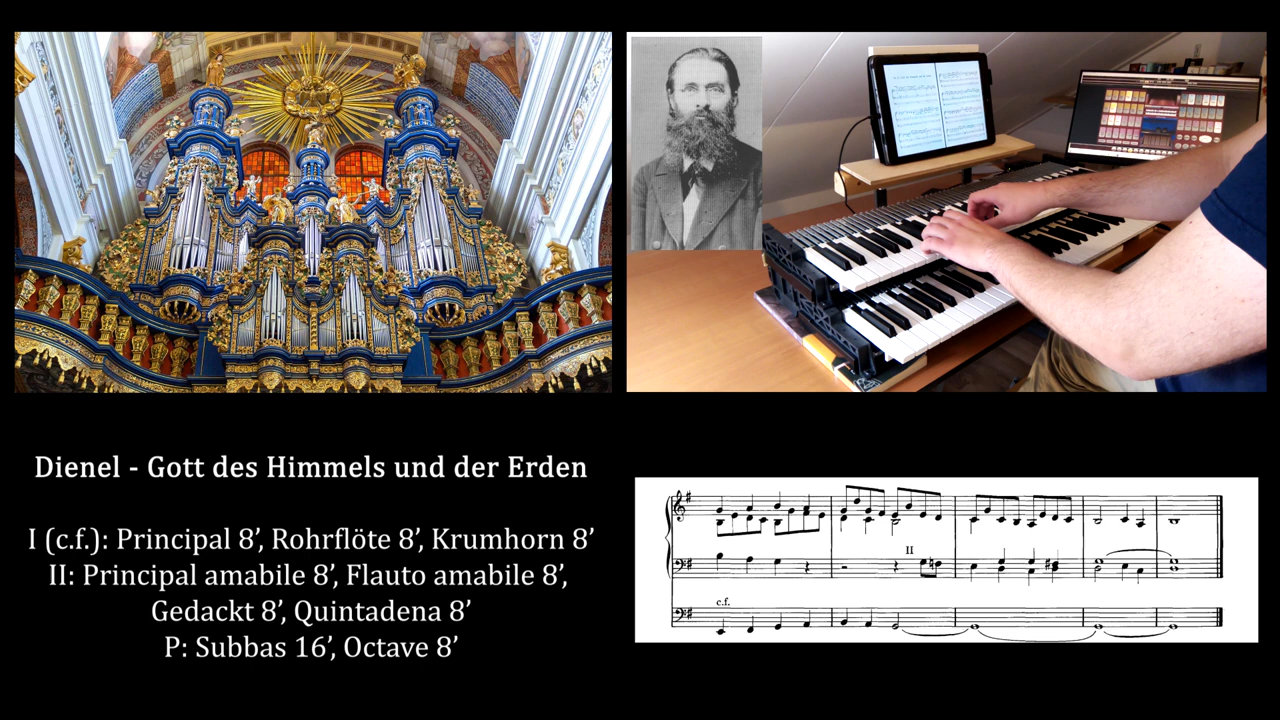 Dienel - Gott des Himmels und der Erden
I (c.f.): Principal 8’, Rohrflöte 8’, Krumhorn 8’
II: Principal amabile 8’, Flauto amabile 8’,
Gedackt 8’, Quintadena 8’
P: Subbas 16’, Octave 8’
II
c.f.